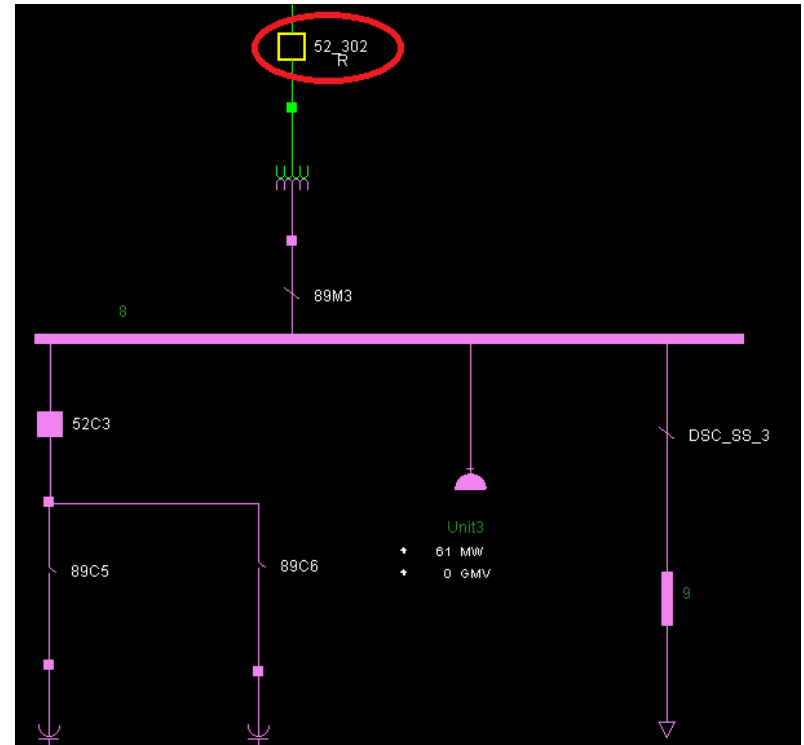 52_302
R
89M3
8
52C3
DSC_SS_3
Unit3
61 MW
0 GMV
89C5
89C6
9